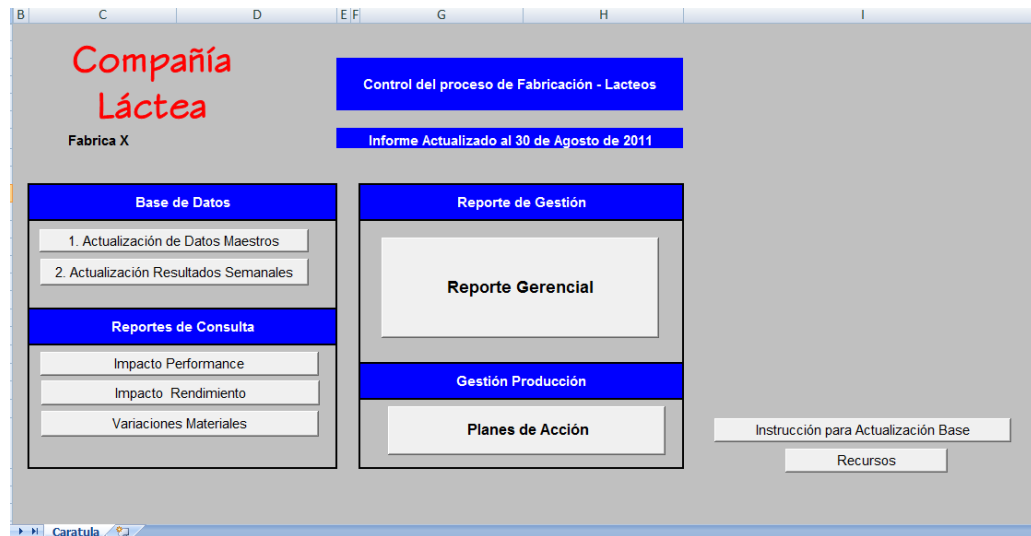 B C D E F G H I
Compañía
Láctea
Fabrica X
Control del proceso de Fabricación - Lacteos
Informe Actualizado al 30 de Agosto de 2011
Base de Datos
1. Actualización de Datos Maestros
2. Actualización Resultados Semanales
Reportes de Consulta
Impacto Performance
Impacto Rendimiento
Variaciones Materiales
Reporte de Gestión
Reporte Gerencial
Gestión Producción
Planes de Acción
Instrucción para Actualización Base
Recursos
Caratula